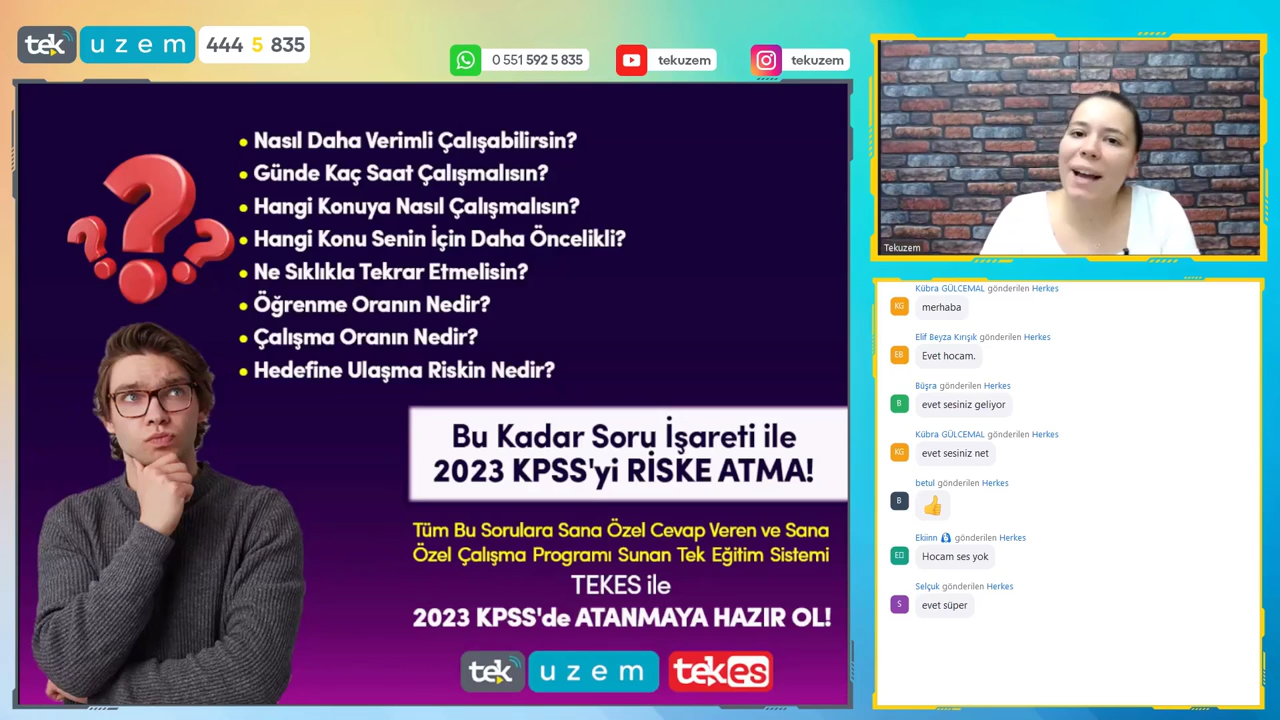 tek uzem 444 5 835
0 551 592 5 835
tekuzem
tekuzem
• Nasıl Daha Verimli Çalışabilirsin?
• Günde Kaç Saat Çalışmalısın?
• Hangi Konuya Nasıl Çalışmalısın?
• Hangi Konu Senin İçin Daha Öncelikli?
• Ne Sıklıkla Tekrar Etmelisin?
• Öğrenme Oranın Nedir?
• Çalışma Oranın Nedir?
• Hedefine Ulaşma Riskin Nedir?
Bu Kadar Soru İşareti ile
2023 KPSS'yi RİSKE ATMA!
Tüm Bu Sorulara Sana Özel Cevap Veren ve Sana
Özel Çalışma Programı Sunan Tek Eğitim Sistemi
TEKES ile
2023 KPSS'de ATANMAYA HAZIR OL!
tek uzem tekes
Tekuzem
Kübra GÜLCEMAL gönderilen Herkes
KG
merhaba
Elif Beyza Kırışık gönderilen Herkes
EB
Evet hocam.
Büşra gönderilen Herkes
B
evet sesiniz geliyor
Kübra GÜLCEMAL gönderilen Herkes
KG
evet sesiniz net
betul gönderilen Herkes
B
👍
Ekiinn gönderilen Herkes
E
Hocam ses yok
Selçuk gönderilen Herkes
S
evet süper